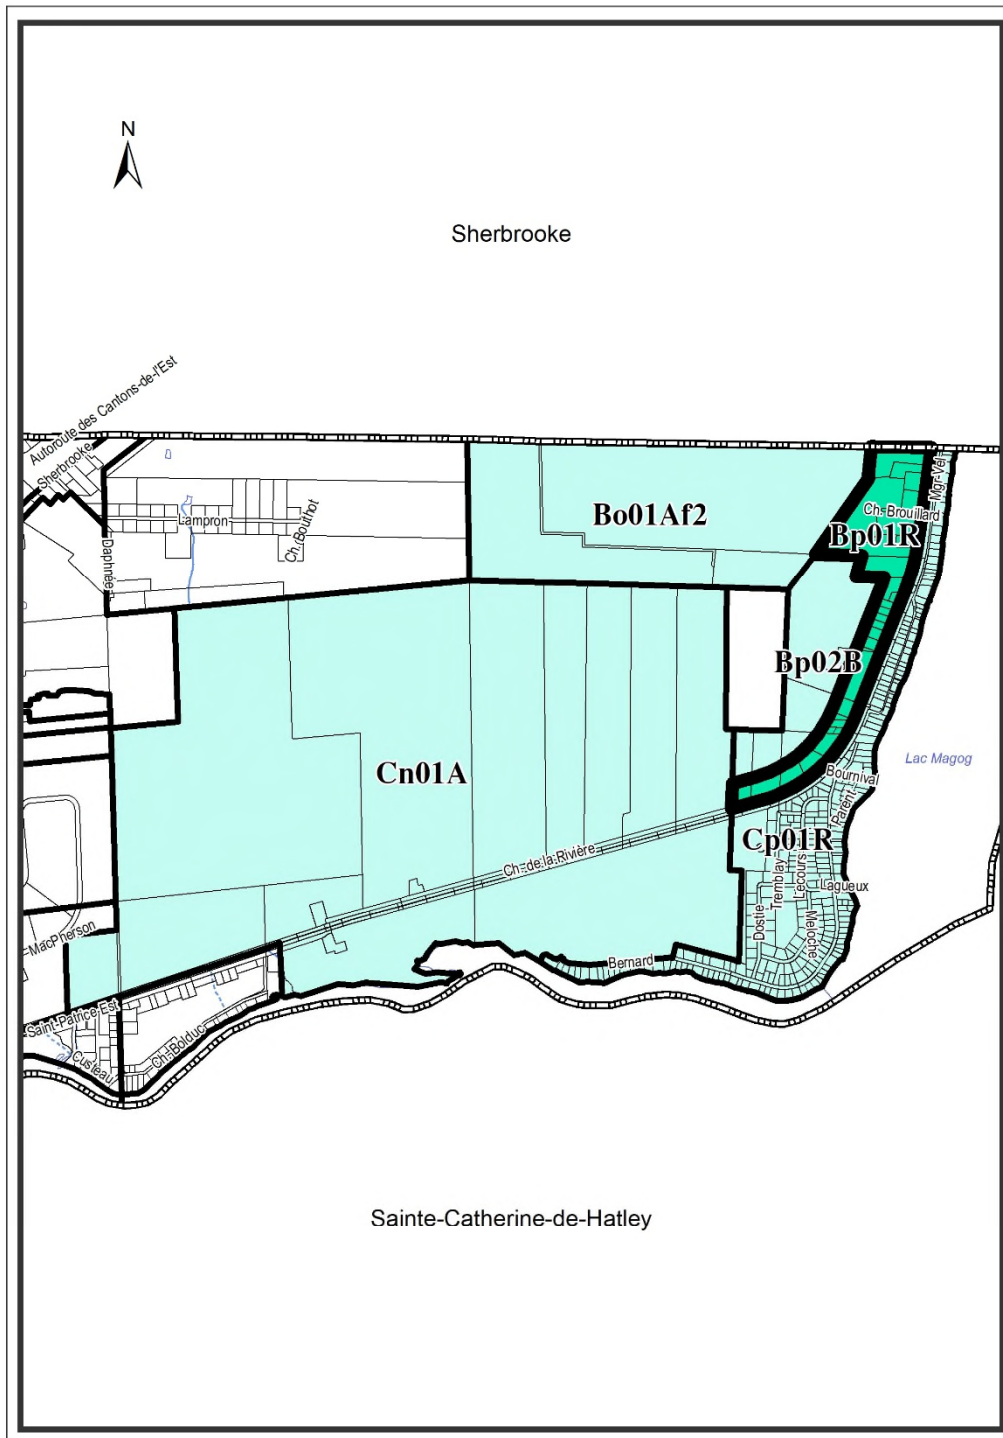 N
Sherbrooke
Autoroute des Cantons-de-l'Est
Sherbrooke
Lampron
Ch. Bouthot
Daphnée
Bo01Af2
Mgr-Vel
Ch. Brouillard
Bp01R
Bp02B
Cn01A
Lac Magog
Bournival
Parent
Cp01R
Ch. de la Rivière
Tremblay
Lecours
Lagueux
Dostie
Meloche
MacPherson
Bernard
Saint-Patrice Est
Ch. Bolduc
Custeau
Sainte-Catherine-de-Hatley